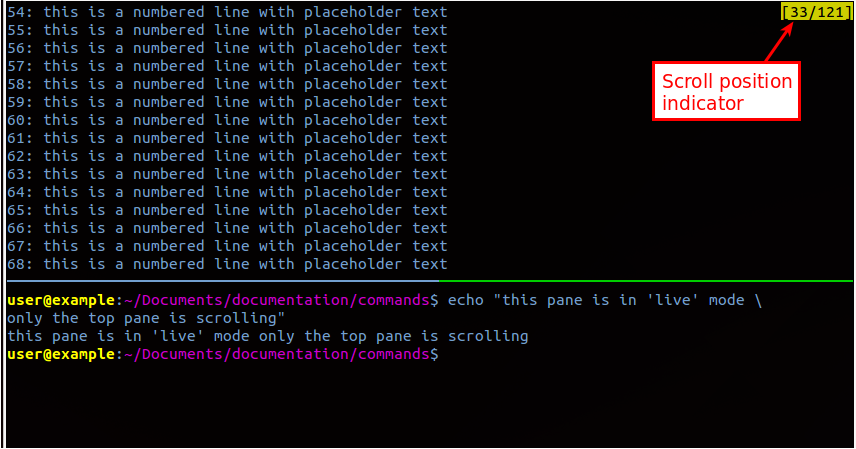 54: this is a numbered line with placeholder text [33/121]
55: this is a numbered line with placeholder text
56: this is a numbered line with placeholder text
57: this is a numbered line with placeholder text
58: this is a numbered line with placeholder text
59: this is a numbered line with placeholder text
60: this is a numbered line with placeholder text
61: this is a numbered line with placeholder text
62: this is a numbered line with placeholder text
63: this is a numbered line with placeholder text
64: this is a numbered line with placeholder text
65: this is a numbered line with placeholder text
66: this is a numbered line with placeholder text
67: this is a numbered line with placeholder text
68: this is a numbered line with placeholder text
Scroll position
indicator
user@example:~/Documents/documentation/commands$ echo "this pane is in 'live' mode \
only the top pane is scrolling"
this pane is in 'live' mode only the top pane is scrolling
user@example:~/Documents/documentation/commands$